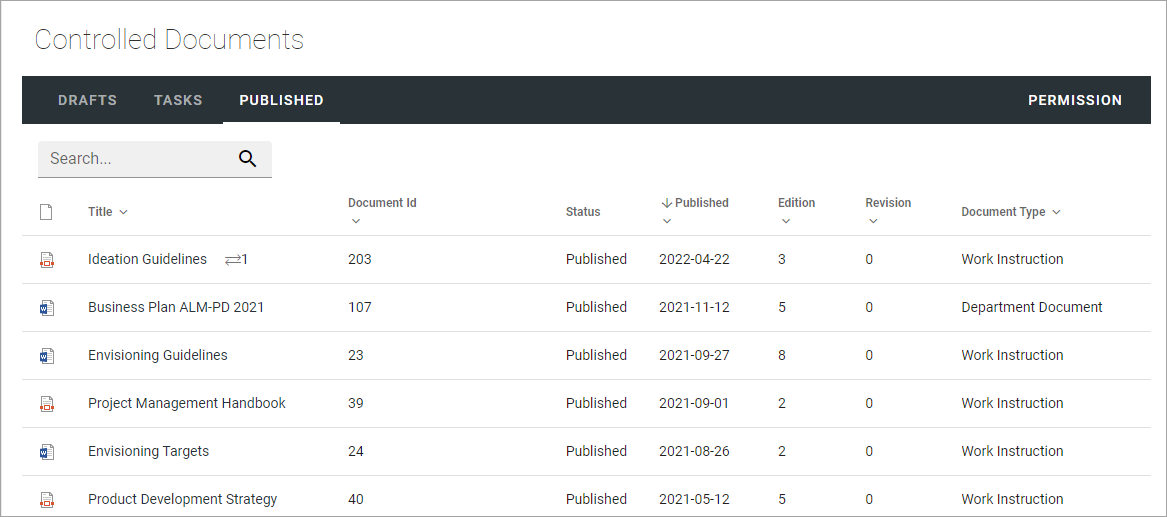 Controlled Documents
DRAFTS TASKS PUBLISHED PERMISSION
Search...
Title Document Id Status Published Edition Revision Document Type
Ideation Guidelines 1 203 Published 2022-04-22 3 0 Work Instruction
Business Plan ALM-PD 2021 107 Published 2021-11-12 5 0 Department Document
Envisioning Guidelines 23 Published 2021-09-27 8 0 Work Instruction
Project Management Handbook 39 Published 2021-09-01 2 0 Work Instruction
Envisioning Targets 24 Published 2021-08-26 2 0 Work Instruction
Product Development Strategy 40 Published 2021-05-12 5 0 Work Instruction